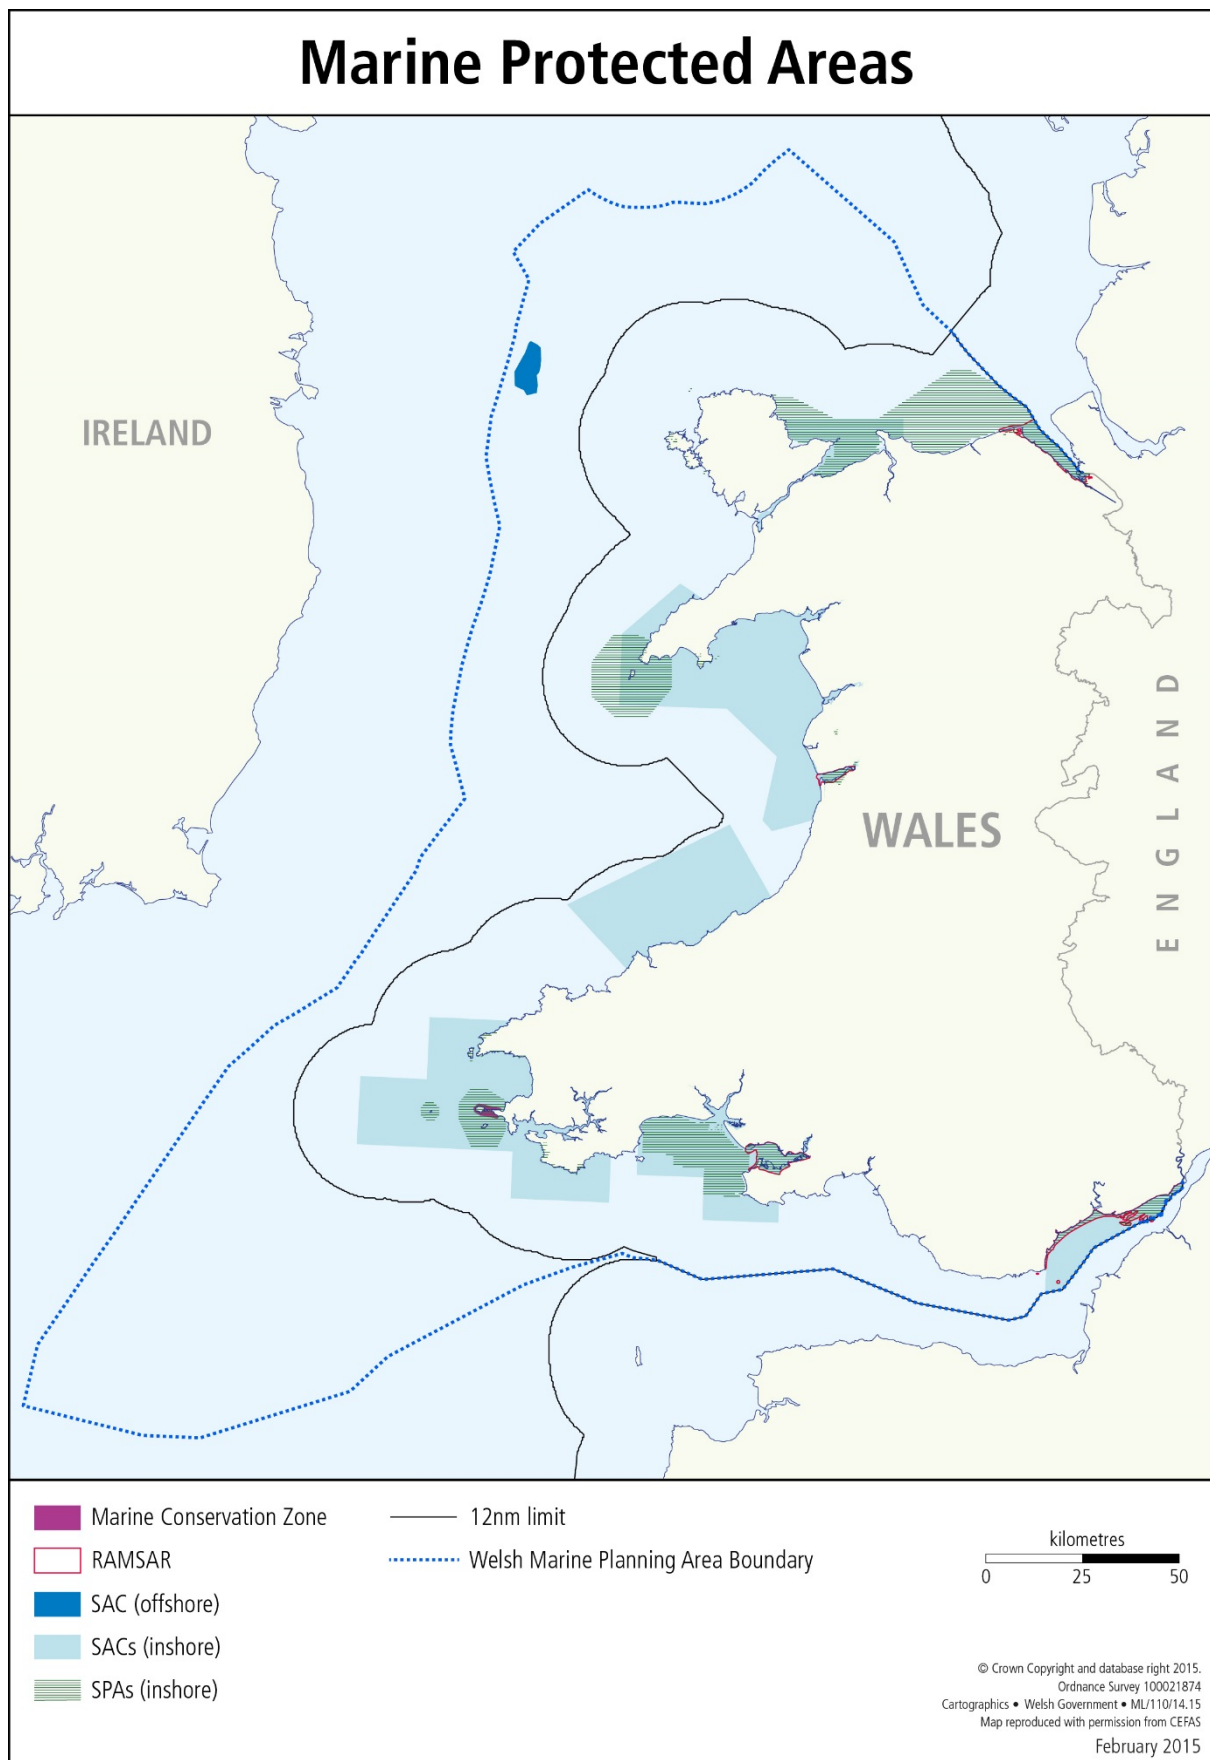 Marine Protected Areas
IRELAND
WALES
ENGLAND
Marine Conservation Zone
RAMSAR
SAC (offshore)
SACs (inshore)
SPAs (inshore)
12nm limit
Welsh Marine Planning Area Boundary
kilometres
0 25 50
© Crown Copyright and database right 2015.
Ordnance Survey 100021874
Cartographics • Welsh Government • ML/110/14.15
Map reproduced with permission from CEFAS
February 2015